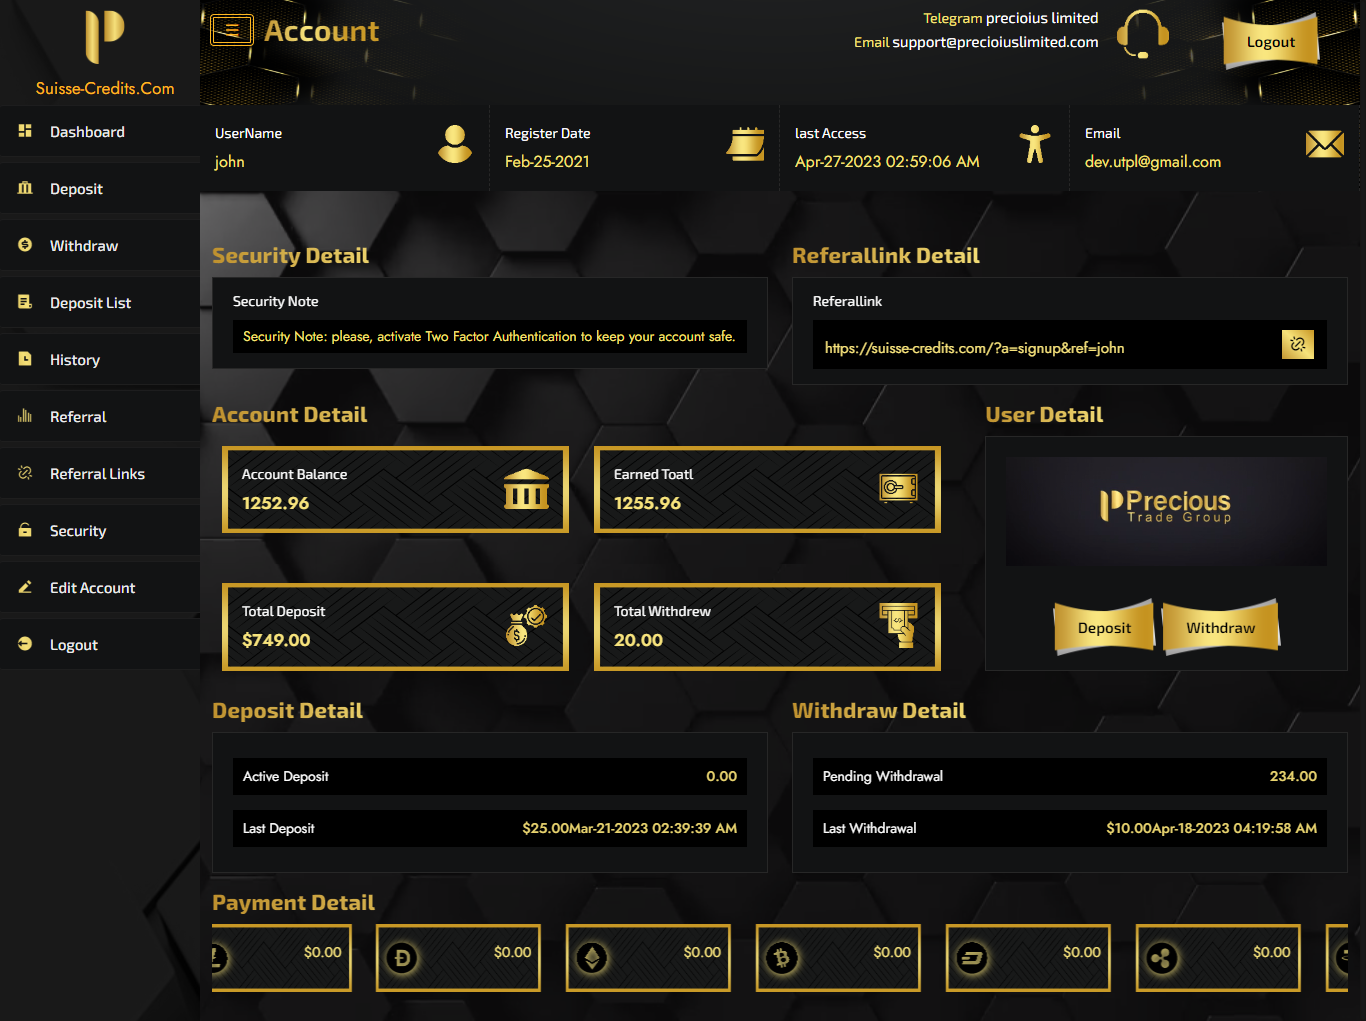 Suisse-Credits.Com
Dashboard
Deposit
Withdraw
Deposit List
History
Referral
Referral Links
Security
Edit Account
Logout
Account
Telegram precioius limited
Email support@precioiuslimited.com
Logout
UserName
john
Register Date
Feb-25-2021
last Access
Apr-27-2023 02:59:06 AM
Email
dev.utpl@gmail.com
Security Detail
Security Note
Security Note: please, activate Two Factor Authentication to keep your account safe.
Referallink Detail
Referallink
https://suisse-credits.com/?a=signup&ref=john
Account Detail
Account Balance
1252.96
Earned Toatl
1255.96
Total Deposit
$749.00
Total Withdrew
20.00
User Detail
Precious
Trade Group
Deposit
Withdraw
Deposit Detail
Active Deposit 0.00
Last Deposit $25.00Mar-21-2023 02:39:39 AM
Withdraw Detail
Pending Withdrawal 234.00
Last Withdrawal $10.00Apr-18-2023 04:19:58 AM
Payment Detail
$0.00 $0.00 $0.00 $0.00 $0.00 $0.00